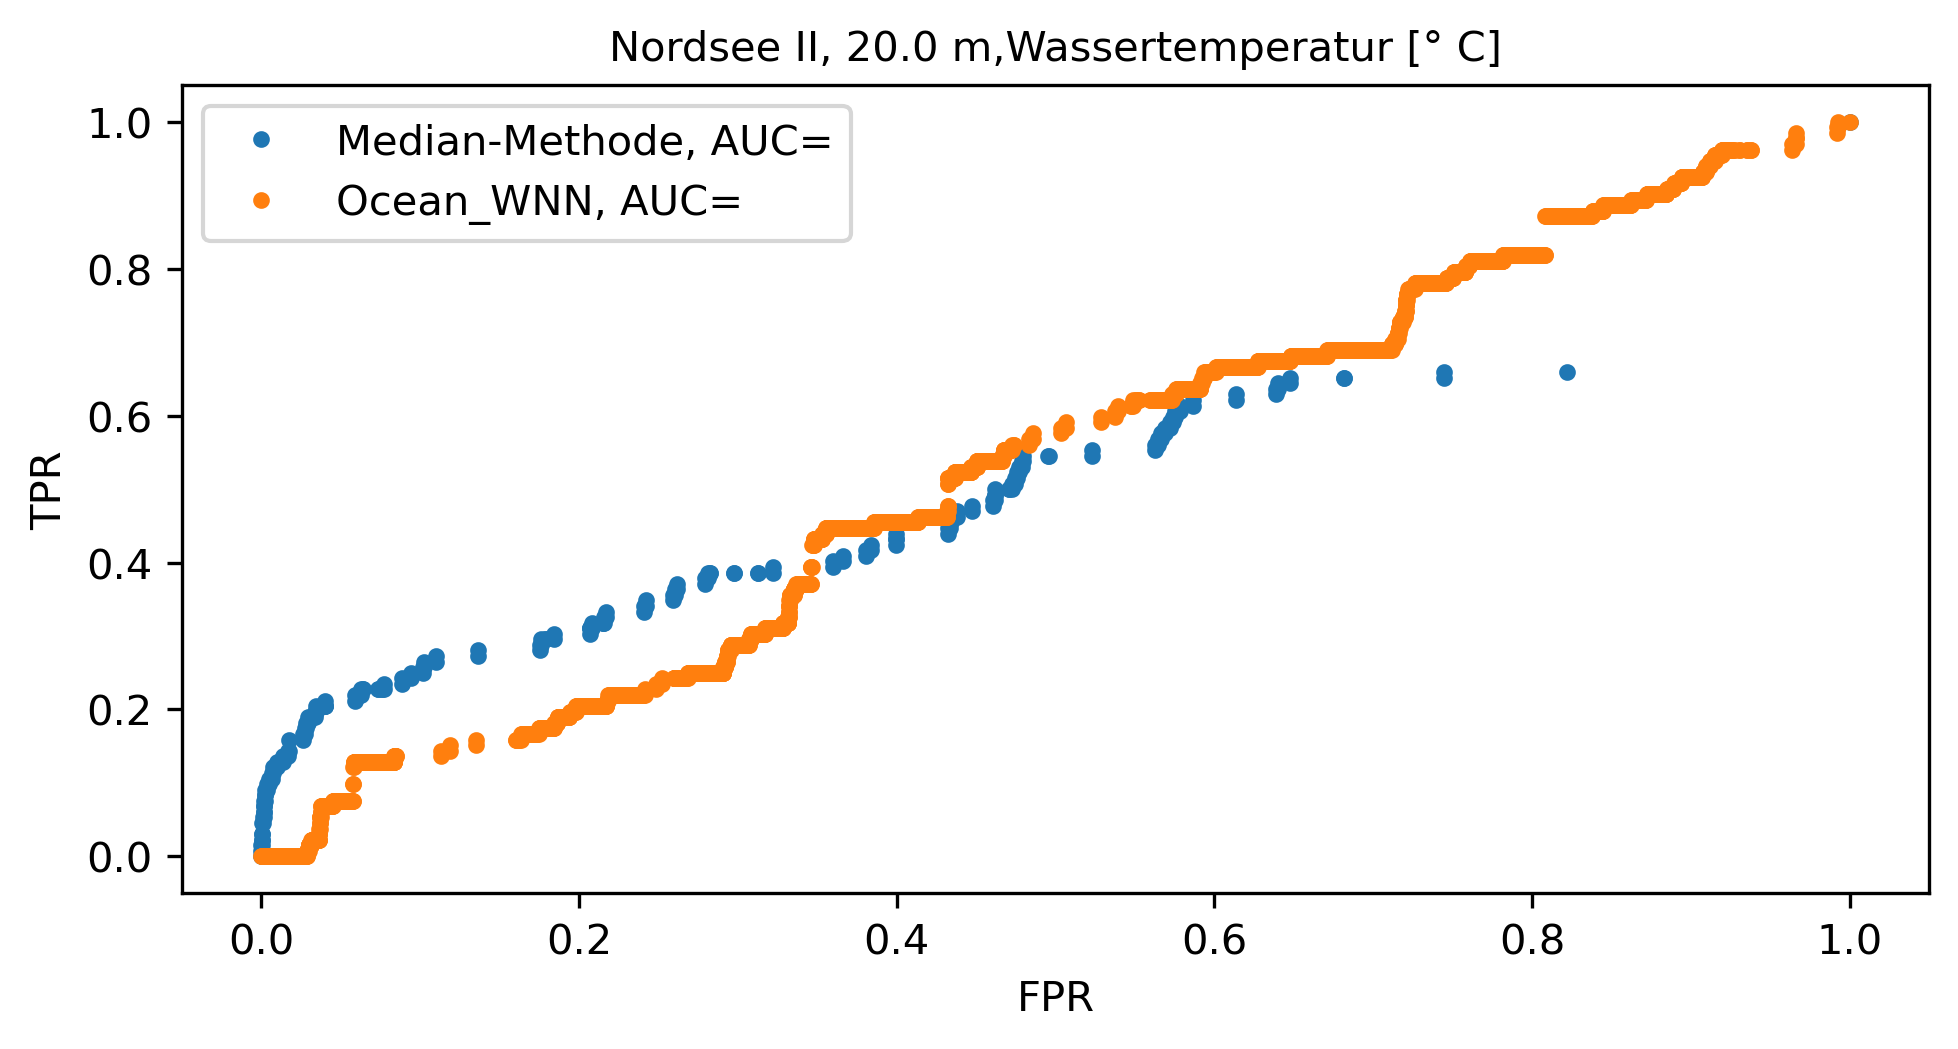 Nordsee II, 20.0 m,Wassertemperatur [° C]
Median-Methode, AUC=
Ocean_WNN, AUC=
1.0
0.8
0.6
0.4
0.2
0.0
TPR
0.0 0.2 0.4 0.6 0.8 1.0
FPR